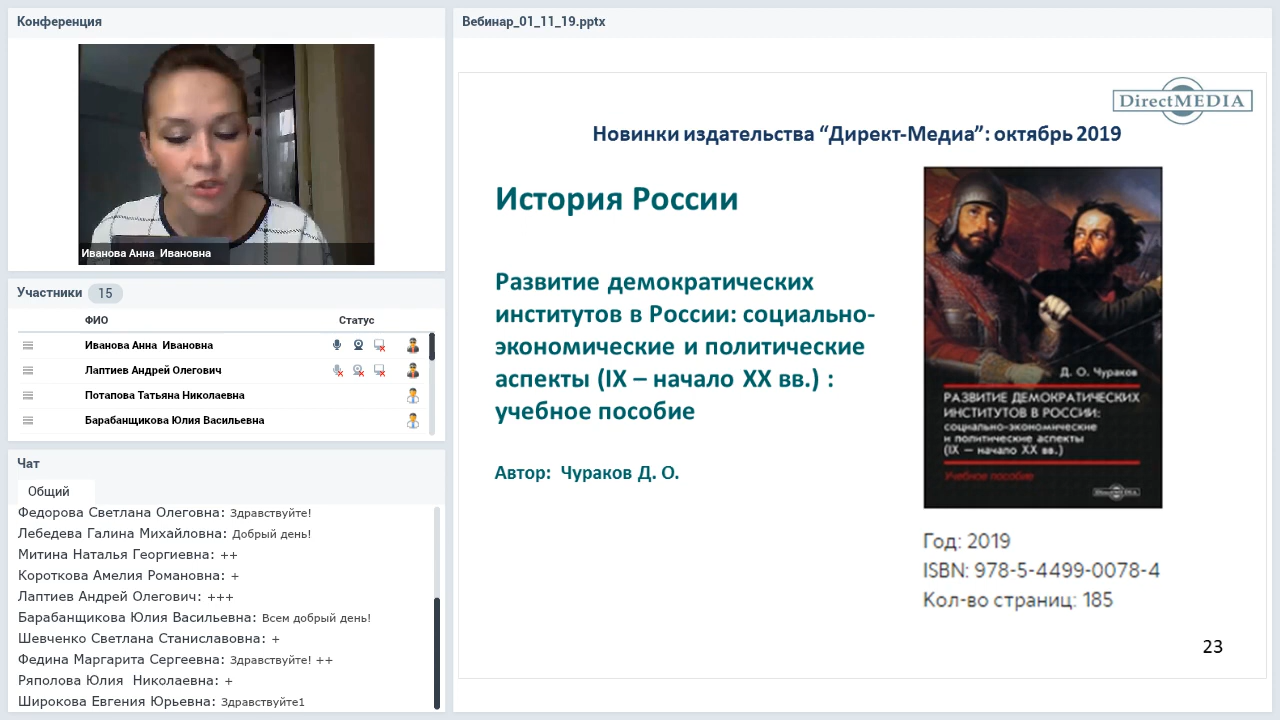 Конференция
Иванова Анна Ивановна
Участники 15
ФИО Статус
Иванова Анна Ивановна
Лаптиев Андрей Олегович
Потапова Татьяна Николаевна
Барабанщикова Юлия Васильевна
Чат
Общий
Федорова Светлана Олеговна: Здравствуйте!
Лебедева Галина Михайловна: Добрый день!
Митина Наталья Георгиевна: ++
Короткова Амелия Романовна: +
Лаптиев Андрей Олегович: +++
Барабанщикова Юлия Васильевна: Всем добрый день!
Шевченко Светлана Станиславовна: +
Федина Маргарита Сергеевна: Здравствуйте! ++
Ряполова Юлия Николаевна: +
Широкова Евгения Юрьевна: Здравствуйте1
Вебинар_01_11_19.pptx
DirectMEDIA
Новинки издательства “Директ-Медиа”: октябрь 2019
История России
Развитие демократических
институтов в России: социально-
экономические и политические
аспекты (IX – начало XX вв.) :
учебное пособие
Автор: Чураков Д. О.
Д. О. Чураков
РАЗВИТИЕ ДЕМОКРАТИЧЕСКИХ
ИНСТИТУТОВ В РОССИИ:
социально-экономические
и политические аспекты
(IX — начало XX вв.)
Учебное пособие
DirectMEDIA
Год: 2019
ISBN: 978-5-4499-0078-4
Кол-во страниц: 185
23